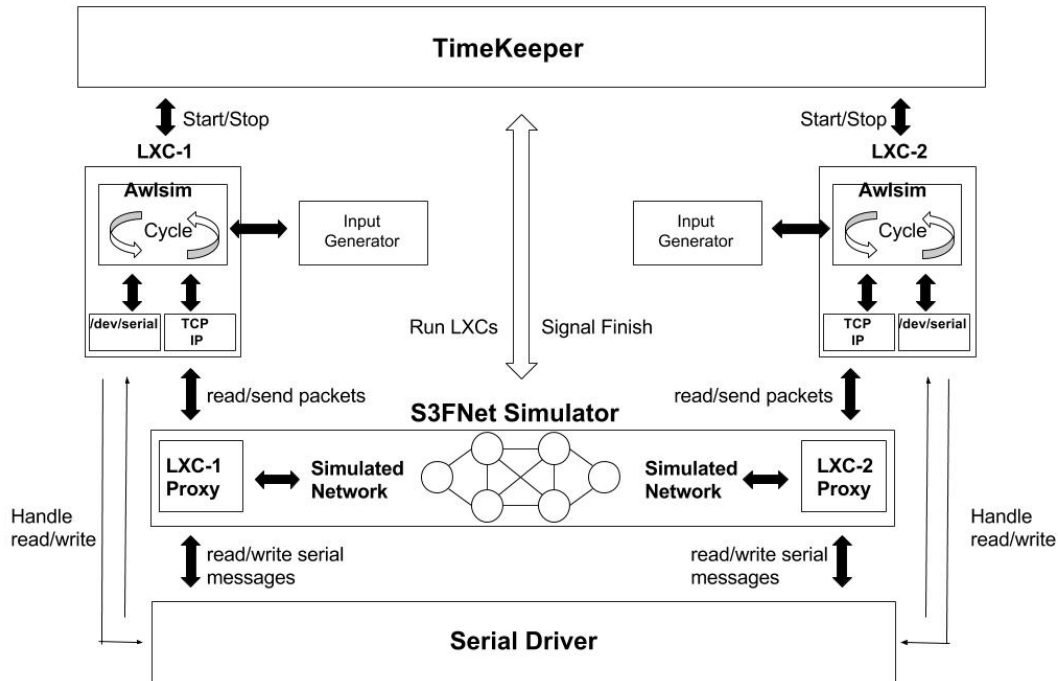 TimeKeeper
Start/Stop
Start/Stop
LXC-1
LXC-2
Awlsim
Cycle
Input
Generator
Input
Generator
Awlsim
Cycle
/dev/serial
TCP
IP
Run LXCs
Signal Finish
TCP
IP
/dev/serial
read/send packets
read/send packets
S3FNet Simulator
LXC-1
Proxy
Simulated
Network
Simulated
Network
LXC-2
Proxy
Handle
read/write
Handle
read/write
read/write serial
messages
read/write serial
messages
Serial Driver